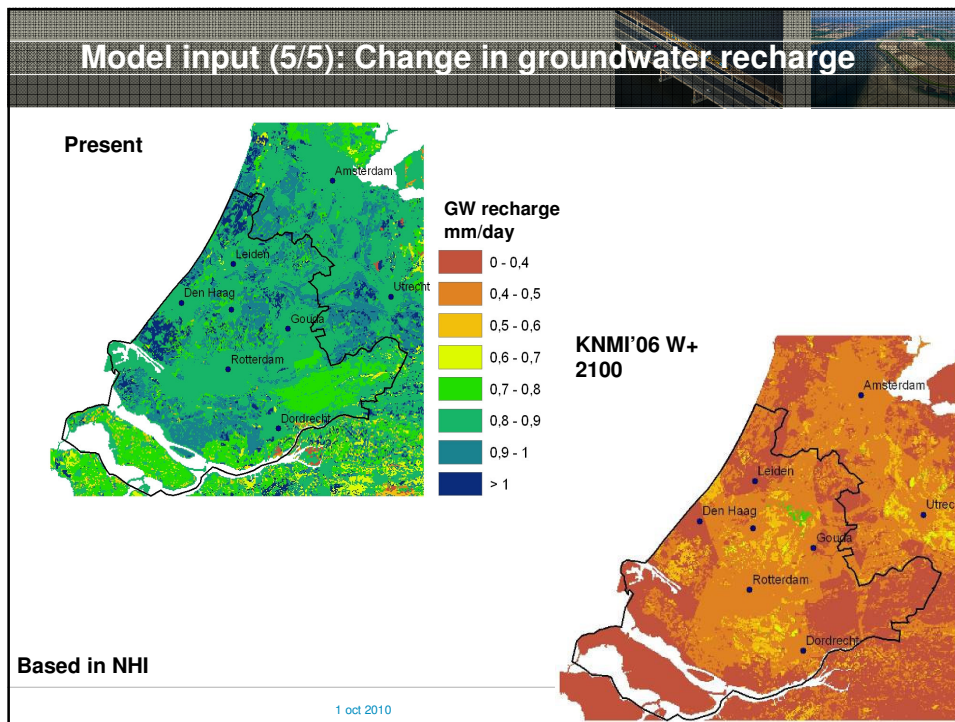 Model input (5/5): Change in groundwater recharge
Present
Amsterdam
Leiden
Den Haag
Utrecht
Gouda
Rotterdam
Dordrecht
GW recharge
mm/day
0 - 0,4
0,4 - 0,5
0,5 - 0,6
0,6 - 0,7
0,7 - 0,8
0,8 - 0,9
0,9 - 1
> 1
KNMI'06 W+
2100
Amsterdam
Leiden
Den Haag
Utrec
Gouda
Rotterdam
Dordrecht
Based in NHI
1 oct 2010